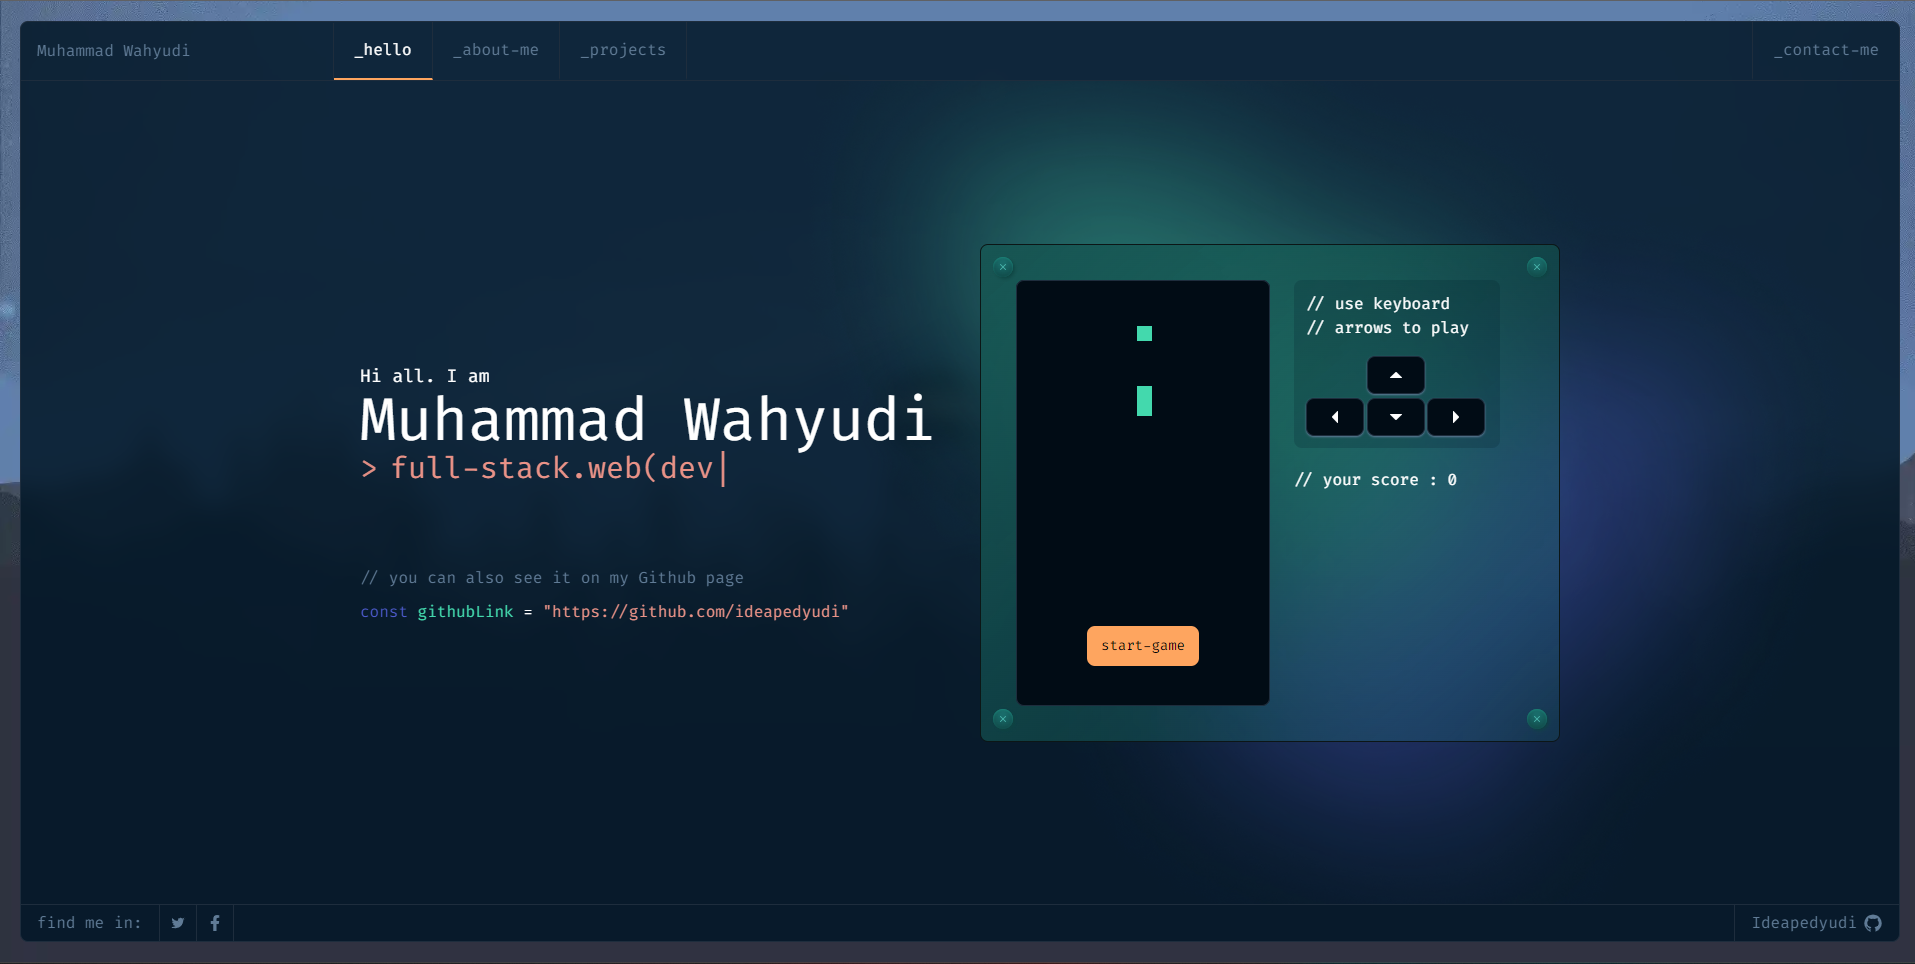 Muhammad Wahyudi
_hello
_about-me
_projects
_contact-me
Hi all. I am
Muhammad Wahyudi
> full-stack.web(dev|
// you can also see it on my Github page
const githubLink = "https://github.com/ideapedyudi"
// use keyboard
// arrows to play
// your score : 0
start-game
find me in:
Ideapedyudi